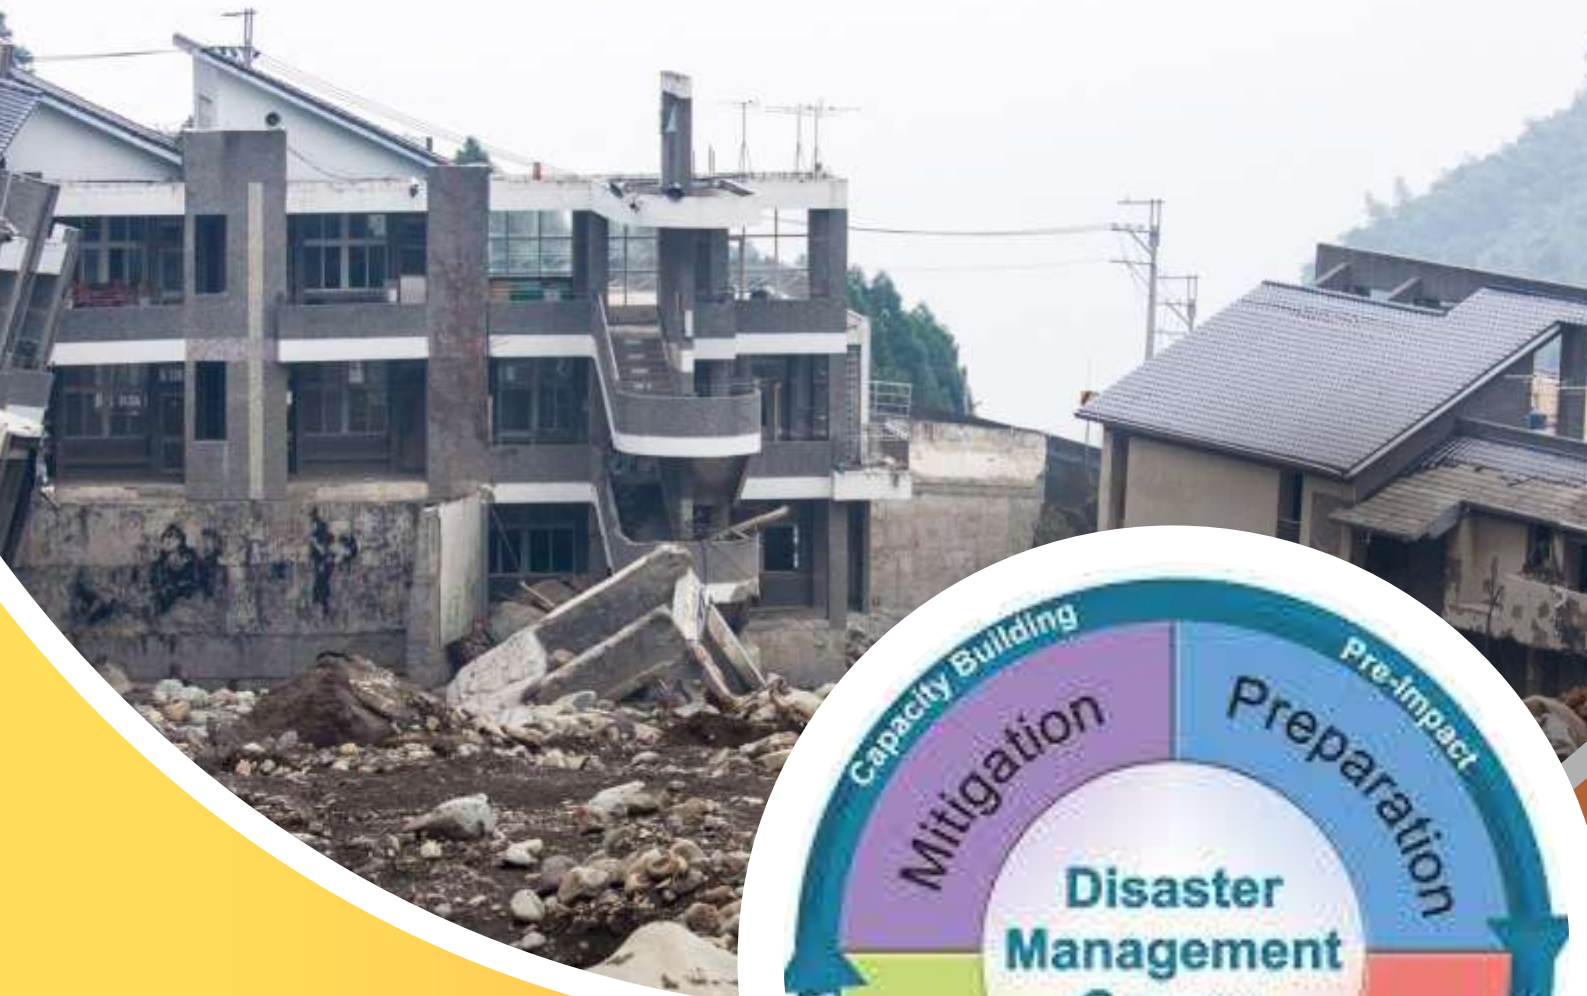 Capacity Building
Pre-Impact
Mitigation
Preparation
Disaster
Management